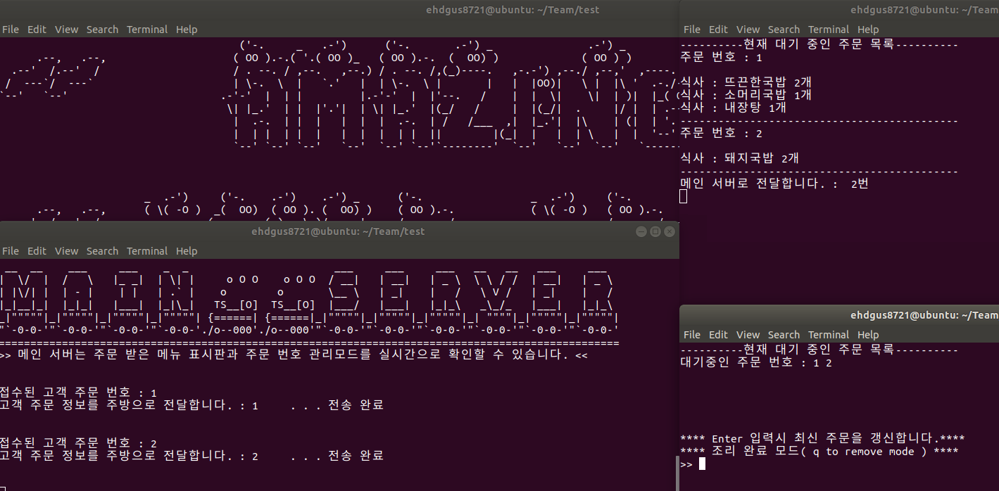 ehdgus8721@ubuntu: ~/Team/test
File Edit View Search Terminal Help
AMAZING
ehdgus8721@ubuntu: ~/Team/test
File Edit View Search Terminal Help
MAIN SERVER
>> 메인 서버는 주문 받은 메뉴 표시판과 주문 번호 관리모드를 실시간으로 확인할 수 있습니다. <<
접수된 고객 주문 번호 : 1
고객 주문 정보를 주방으로 전달합니다. : 1 . . . 전송 완료
접수된 고객 주문 번호 : 2
고객 주문 정보를 주방으로 전달합니다. : 2 . . . 전송 완료
ehdgus8721@ubuntu: ~/Team
File Edit View Search Terminal Help
----------현재 대기 중인 주문 목록----------
주문 번호 : 1
식사 : 뜨끈한국밥 2개
식사 : 소머리국밥 1개
식사 : 내장탕 1개
--------------------------------------------
주문 번호 : 2
식사 : 돼지국밥 2개
--------------------------------------------
메인 서버로 전달합니다. : 2번
ehdgus8721@ubuntu: ~/Team
File Edit View Search Terminal Help
----------현재 대기 중인 주문 목록----------
대기중인 주문 번호 : 1 2
**** Enter 입력시 최신 주문을 갱신합니다.****
**** 조리 완료 모드( q to remove mode ) ****
>>